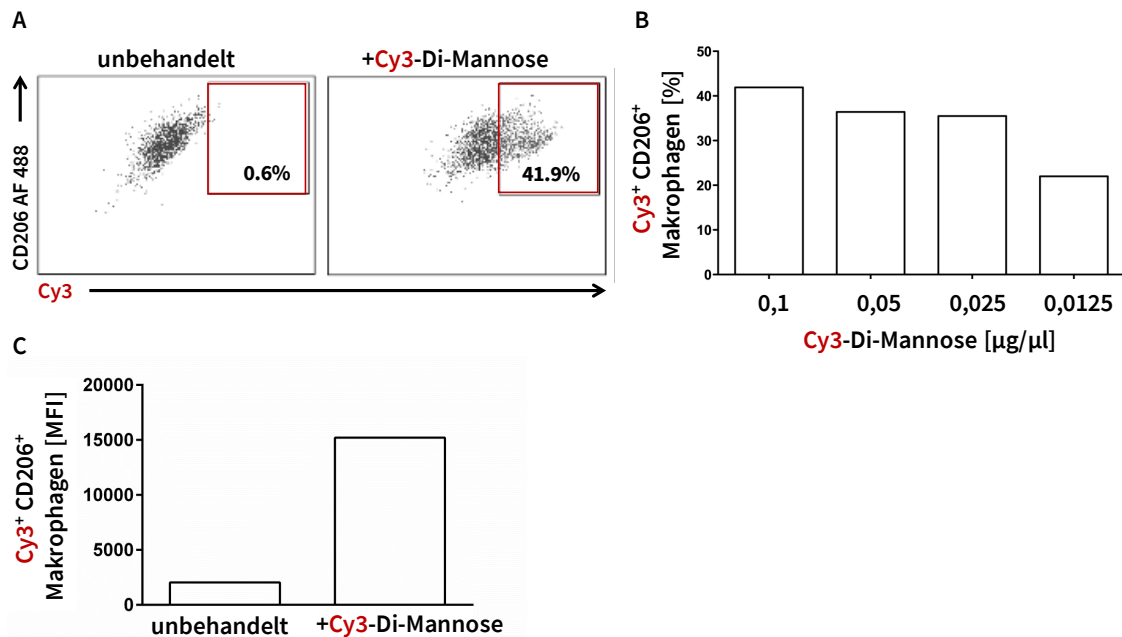 A
unbehandelt
+Cy3-Di-Mannose
CD206 AF 488
0.6%
41.9%
Cy3
B
Cy3⁺ CD206⁺
Makrophagen [%]
50
40
30
20
10
0
0,1
0,05
0,025
0,0125
Cy3-Di-Mannose [µg/µl]
C
Cy3⁺ CD206⁺
Makrophagen [MFI]
20000
15000
10000
5000
0
unbehandelt
+Cy3-Di-Mannose